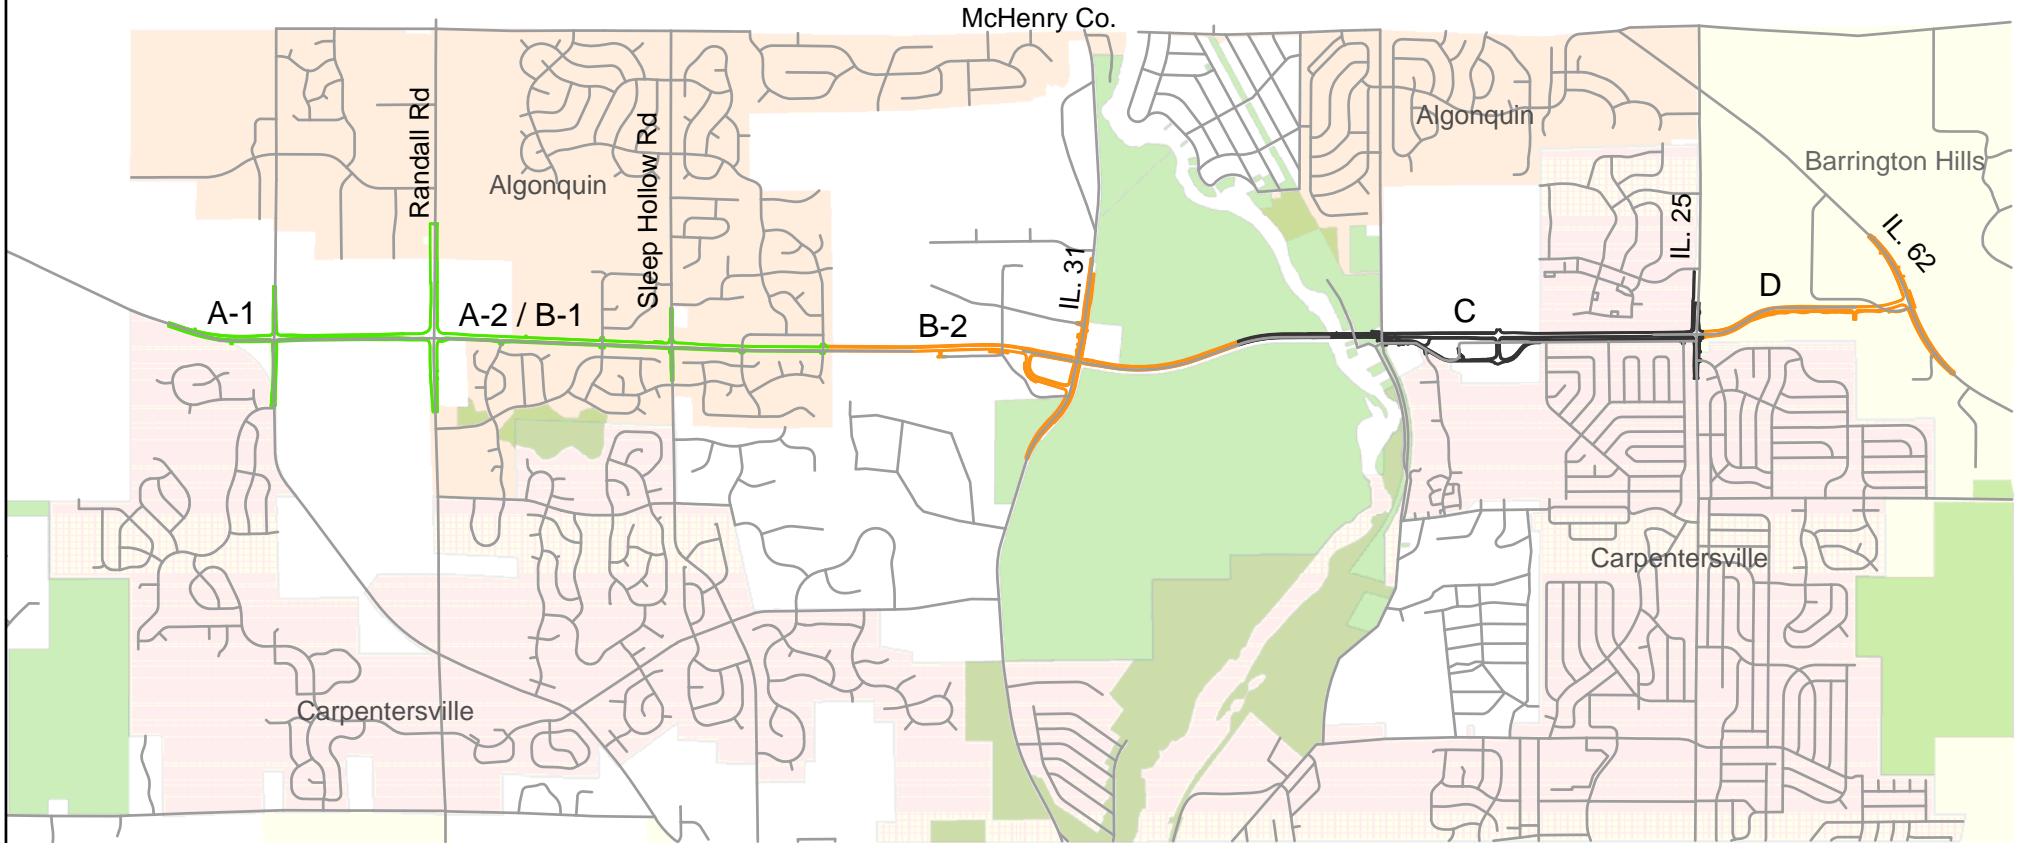 McHenry Co.
Randall Rd
Sleep Hollow Rd
Algonquin
Algonquin
Barrington Hills
IL. 25
IL. 62
IL. 31
A-1
A-2 / B-1
B-2
C
D
Carpentersville
Carpentersville